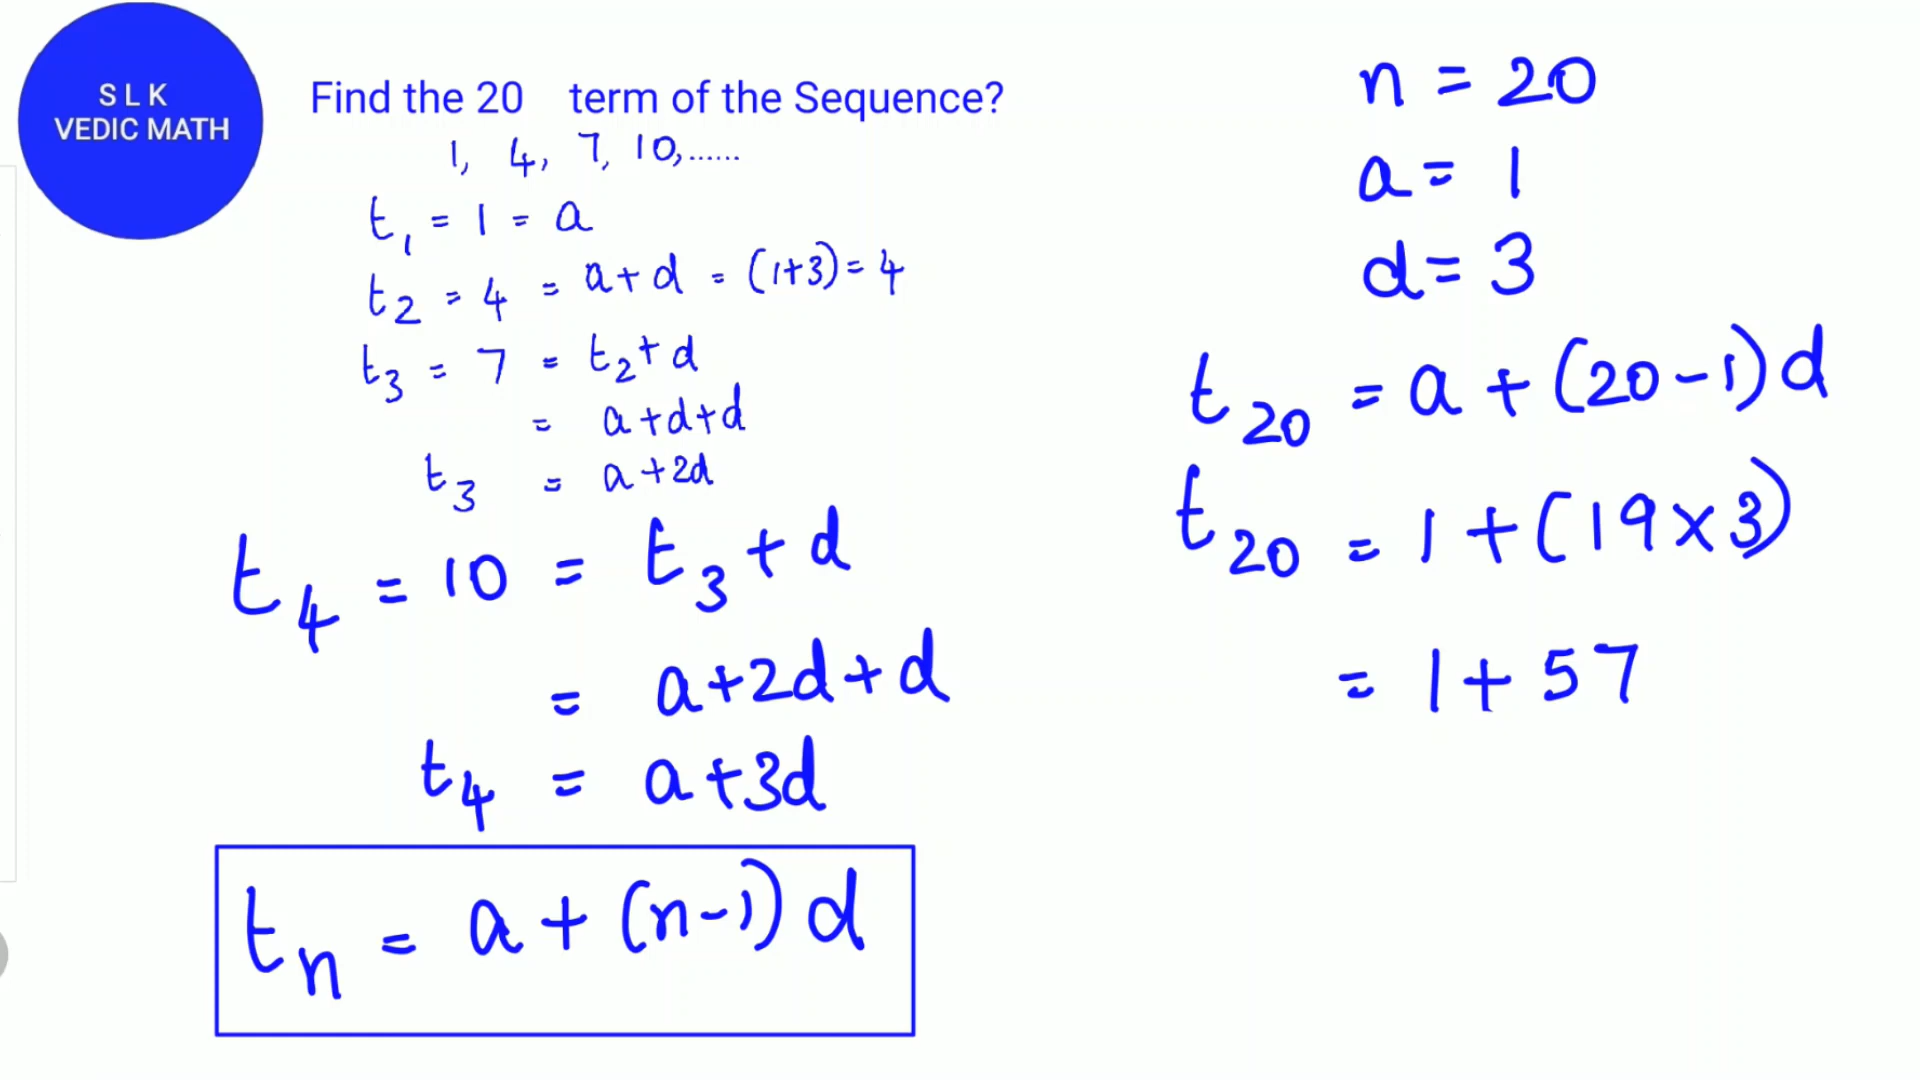 S L K
VEDIC MATH
Find the 20 term of the Sequence?
1, 4, 7, 10,......
t₁ = 1 = a
t₂ = 4 = a+d = (1+3) = 4
t₃ = 7 = t₂+d
= a+d+d
t₃ = a+2d
t₄ = 10 = t₃+d
= a+2d+d
t₄ = a+3d
tₙ = a+(n-1)d
n = 20
a = 1
d = 3
t₂₀ = a+(20-1)d
t₂₀ = 1+(19×3)
= 1+57